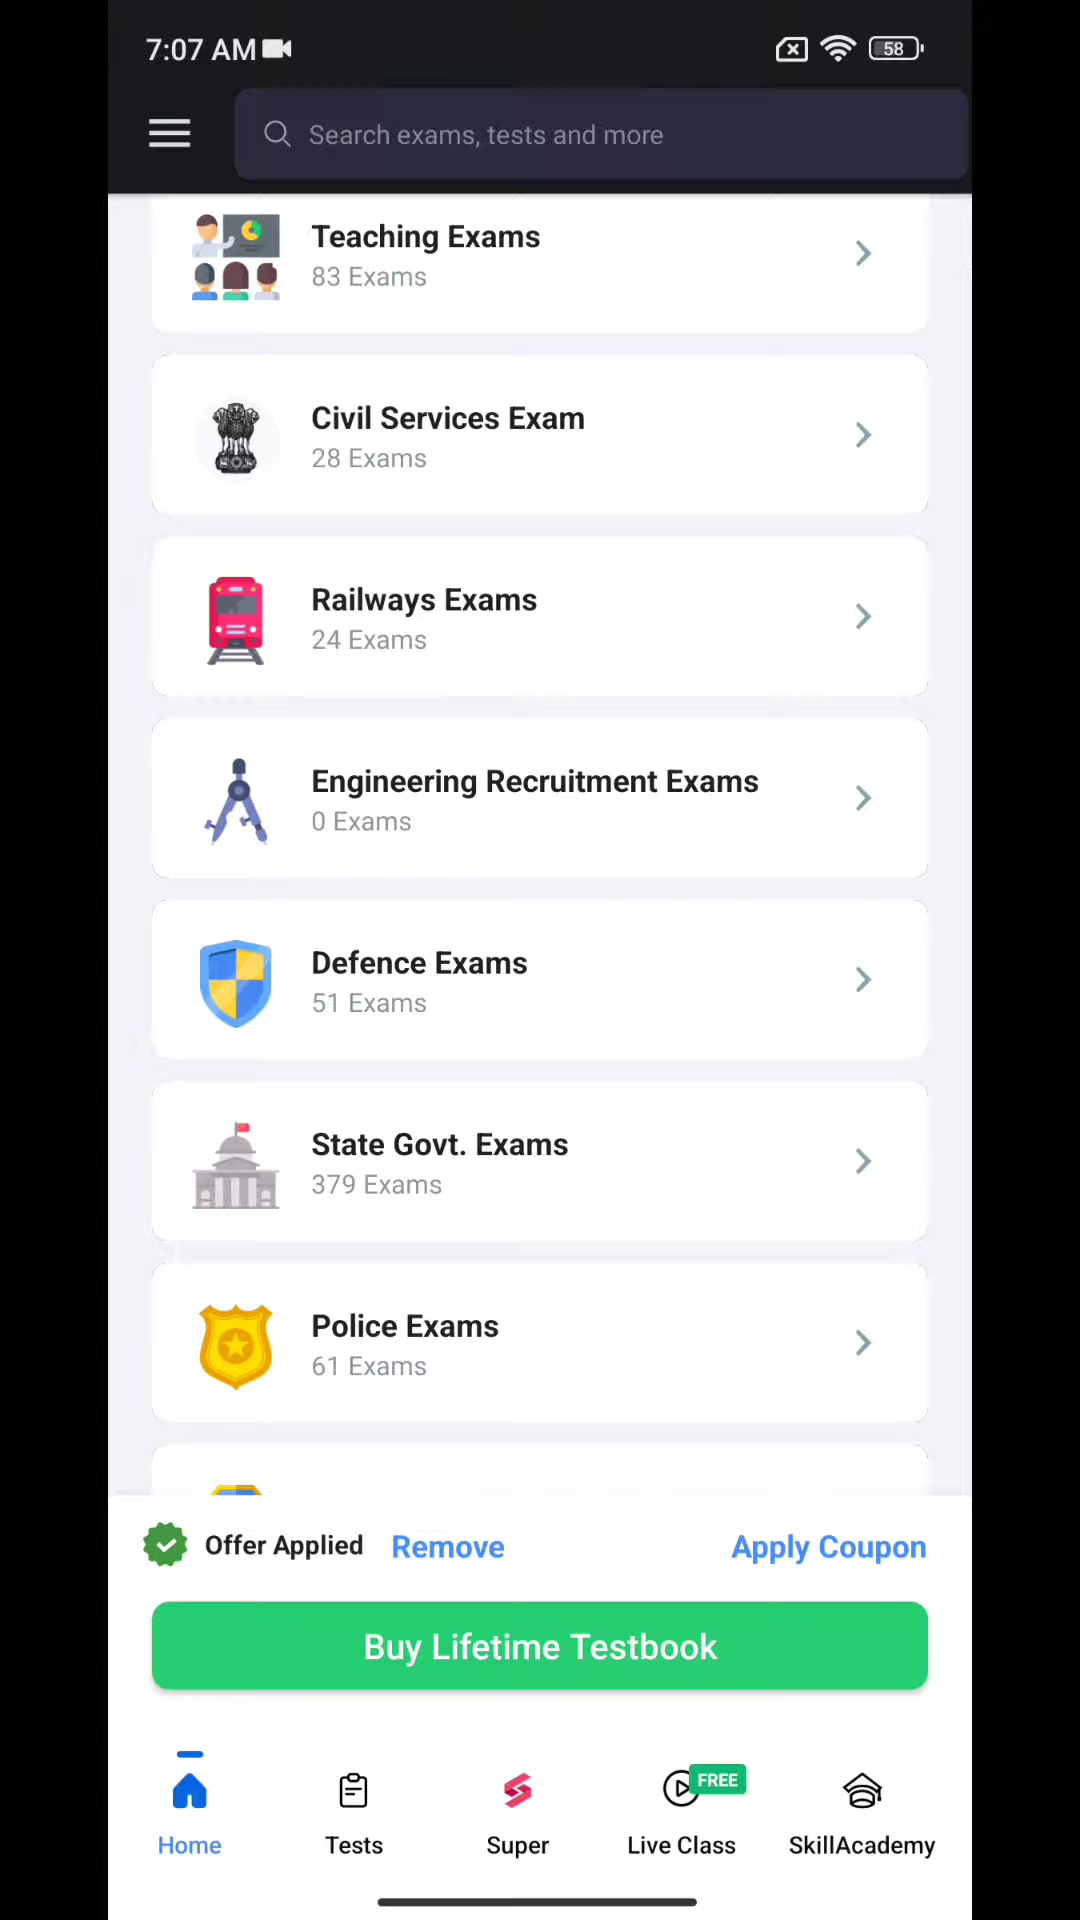 7:07 AM
58
Search exams, tests and more
Teaching Exams
83 Exams
Civil Services Exam
28 Exams
Railways Exams
24 Exams
Engineering Recruitment Exams
0 Exams
Defence Exams
51 Exams
State Govt. Exams
379 Exams
Police Exams
61 Exams
Offer Applied Remove Apply Coupon
Buy Lifetime Testbook
FREE
Home Tests Super Live Class SkillAcademy